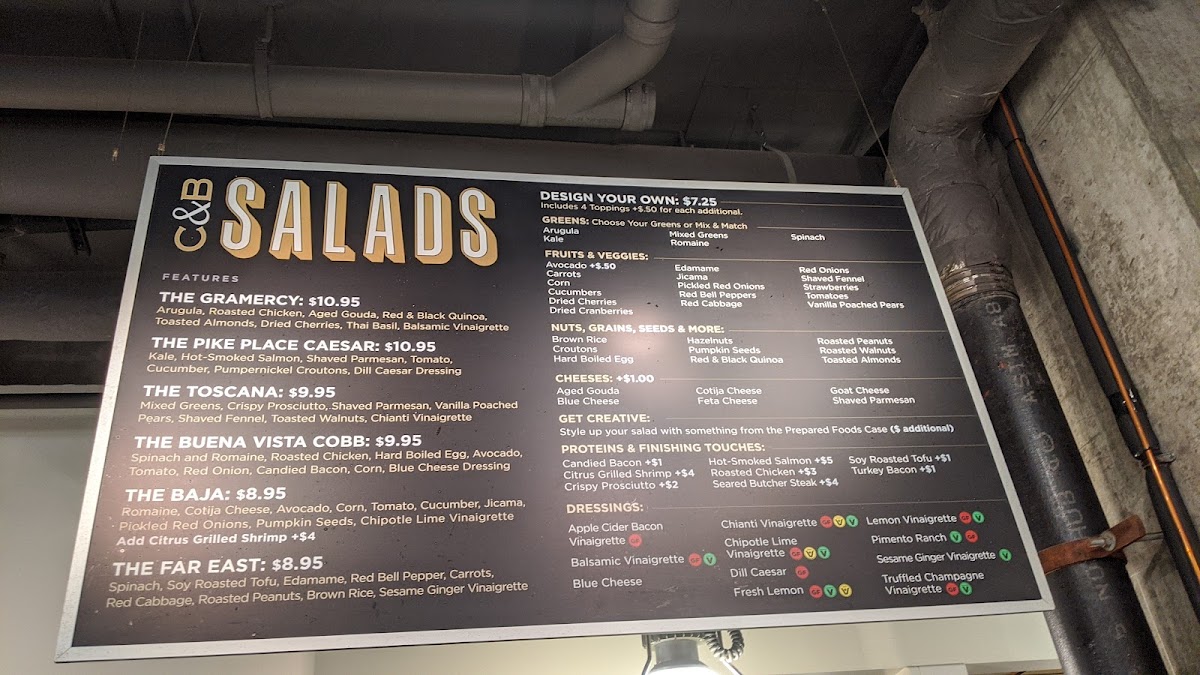 C&B SALADS
FEATURES
THE GRAMERCY: $10.95
Arugula, Roasted Chicken, Aged Gouda, Red & Black Quinoa,
Toasted Almonds, Dried Cherries, Thai Basil, Balsamic Vinaigrette
THE PIKE PLACE CAESAR: $10.95
Kale, Hot-Smoked Salmon, Shaved Parmesan, Tomato,
Cucumber, Pumpernickel Croutons, Dill Caesar Dressing
THE TOSCANA: $9.95
Mixed Greens, Crispy Prosciutto, Shaved Parmesan, Vanilla Poached
Pears, Shaved Fennel, Toasted Walnuts, Chianti Vinaigrette
THE BUENA VISTA COBB: $9.95
Spinach and Romaine, Roasted Chicken, Hard Boiled Egg, Avocado,
Tomato, Red Onion, Candied Bacon, Corn, Blue Cheese Dressing
THE BAJA: $8.95
Romaine, Cotija Cheese, Avocado, Corn, Tomato, Cucumber, Jicama,
Pickled Red Onions, Pumpkin Seeds, Chipotle Lime Vinaigrette
Add Citrus Grilled Shrimp +$4
THE FAR EAST: $8.95
Spinach, Soy Roasted Tofu, Edamame, Red Bell Pepper, Carrots,
Red Cabbage, Roasted Peanuts, Brown Rice, Sesame Ginger Vinaigrette
DESIGN YOUR OWN: $7.25
Includes 4 Toppings +$.50 for each additional.
GREENS: Choose Your Greens or Mix & Match
Arugula
Kale
Mixed Greens
Romaine
Spinach
FRUITS & VEGGIES:
Avocado +$.50
Carrots
Corn
Cucumbers
Dried Cherries
Dried Cranberries
Edamame
Jicama
Pickled Red Onions
Red Bell Peppers
Red Cabbage
Red Onions
Shaved Fennel
Strawberries
Tomatoes
Vanilla Poached Pears
NUTS, GRAINS, SEEDS & MORE:
Brown Rice
Croutons
Hard Boiled Egg
Hazelnuts
Pumpkin Seeds
Red & Black Quinoa
Roasted Peanuts
Roasted Walnuts
Toasted Almonds
CHEESES: +$1.00
Aged Gouda
Blue Cheese
Cotija Cheese
Feta Cheese
Goat Cheese
Shaved Parmesan
GET CREATIVE:
Style up your salad with something from the Prepared Foods Case ($ additional)
PROTEINS & FINISHING TOUCHES:
Candied Bacon +$1
Citrus Grilled Shrimp +$4
Crispy Prosciutto +$2
Hot-Smoked Salmon +$5
Roasted Chicken +$3
Seared Butcher Steak +$4
Soy Roasted Tofu +$1
Turkey Bacon +$1
DRESSINGS:
Apple Cider Bacon
Vinaigrette GF
Balsamic Vinaigrette GF V
Blue Cheese
Chianti Vinaigrette GF V V
Chipotle Lime
Vinaigrette GF V V
Dill Caesar GF
Fresh Lemon GF V V
Lemon Vinaigrette GF V
Pimento Ranch V GF
Sesame Ginger Vinaigrette V
Truffled Champagne
Vinaigrette GF V